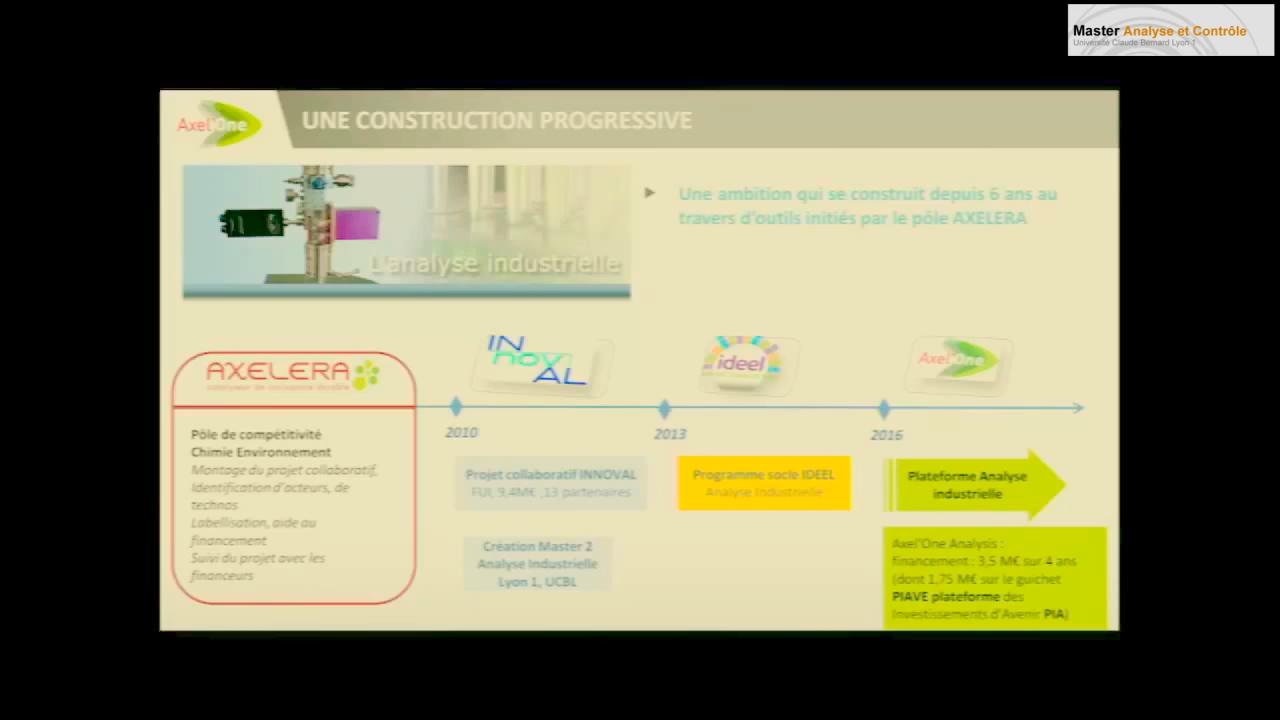 Master Analyse et Contrôle
Université Claude Bernard Lyon 1
Axel'One
UNE CONSTRUCTION PROGRESSIVE
L'analyse industrielle
Une ambition qui se construit depuis 6 ans au
travers d'outils initiés par le pôle AXELERA
AXELERA
Pôle de compétitivité
Chimie Environnement
Montage du projet collaboratif,
Identification d'acteurs, de
technos
Labellisation, aide au
financement
Suivi du projet avec les
financeurs
IN
nov
AL
ideel
Axel'One
2010
2013
2016
Projet collaboratif INNOVAL
FUI, 9,4M€ ,13 partenaires
Création Master 2
Analyse Industrielle
Lyon 1, UCBL
Programme socle IDEEL
Analyse Industrielle
Plateforme Analyse
industrielle
Axel'One Analysis :
financement : 3,5 M€ sur 4 ans
(dont 1,75 M€ sur le guichet
PIAVE plateforme des
Investissements d'Avenir PIA)